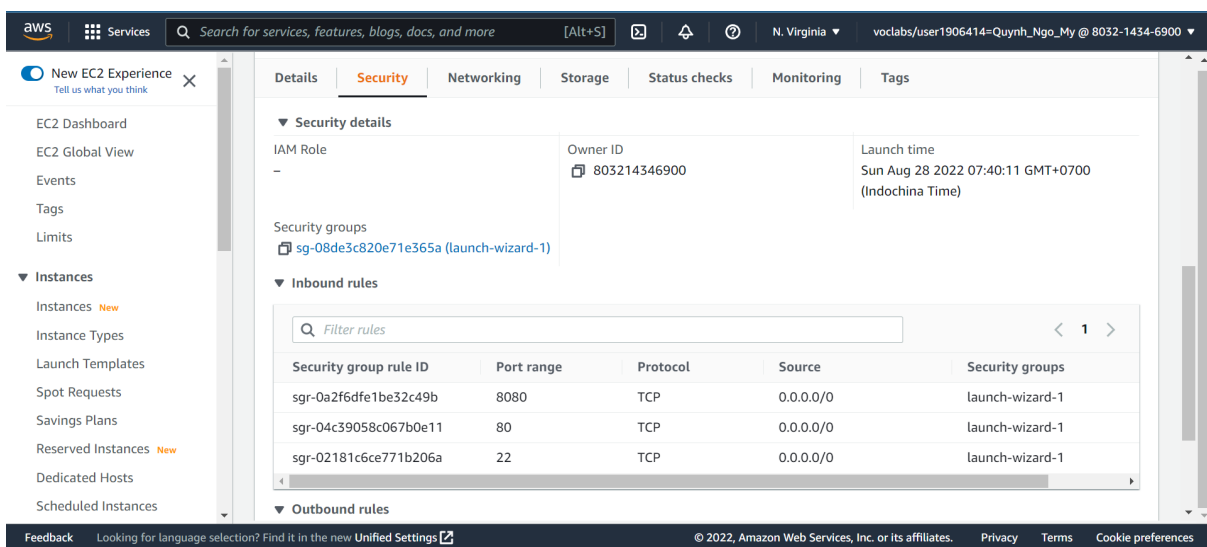 aws
Services
Search for services, features, blogs, docs, and more [Alt+S]
N. Virginia
voclabs/user1906414=Quynh_Ngo_My @ 8032-1434-6900
New EC2 Experience
Tell us what you think
EC2 Dashboard
EC2 Global View
Events
Tags
Limits
Instances
Instances New
Instance Types
Launch Templates
Spot Requests
Savings Plans
Reserved Instances New
Dedicated Hosts
Scheduled Instances
Details Security Networking Storage Status checks Monitoring Tags
Security details
IAM Role
–
Owner ID
803214346900
Launch time
Sun Aug 28 2022 07:40:11 GMT+0700
(Indochina Time)
Security groups
sg-08de3c820e71e365a (launch-wizard-1)
Inbound rules
Filter rules
1
Security group rule ID Port range Protocol Source Security groups
sgr-0a2f6dfe1be32c49b 8080 TCP 0.0.0.0/0 launch-wizard-1
sgr-04c39058c067b0e11 80 TCP 0.0.0.0/0 launch-wizard-1
sgr-02181c6ce771b206a 22 TCP 0.0.0.0/0 launch-wizard-1
Outbound rules
Feedback Looking for language selection? Find it in the new Unified Settings © 2022, Amazon Web Services, Inc. or its affiliates. Privacy Terms Cookie preferences